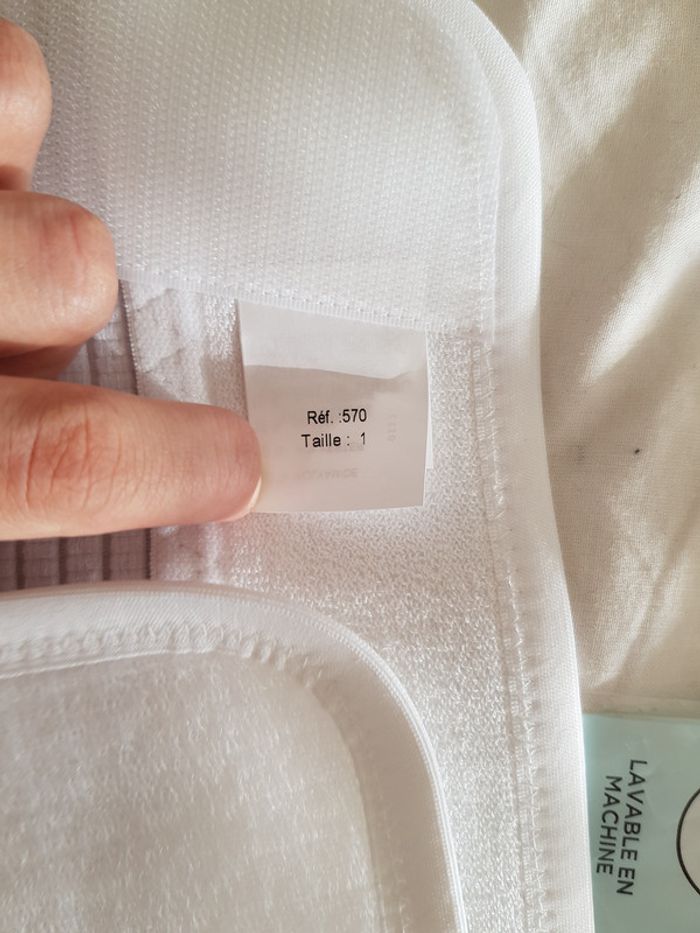 Réf. :570
Taille : 1
LAVABLE EN
MACHINE